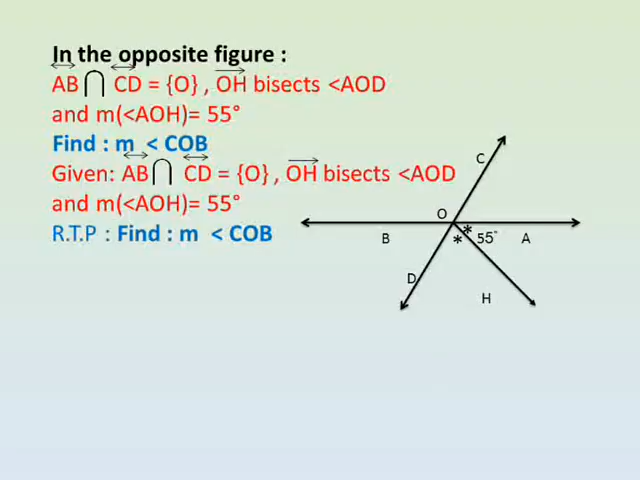 In the opposite figure :
AB ⋂ CD = {O} , OH bisects <AOD
and m(<AOH)= 55°
Find : m < COB
Given: AB ⋂ CD = {O} , OH bisects <AOD
and m(<AOH)= 55°
R.T.P : Find : m < COB
C
O
B
* * 55°
A
D
H